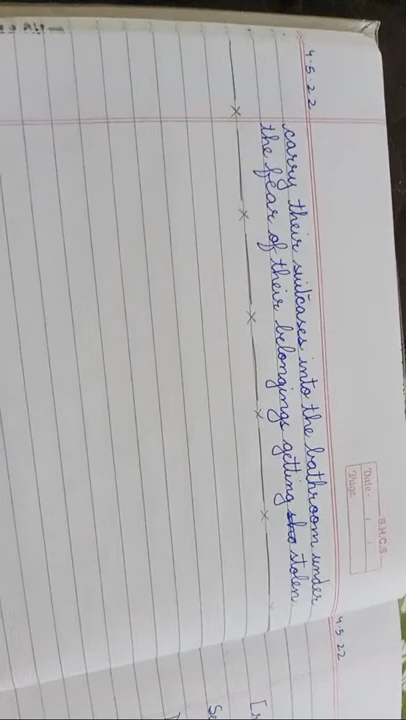 4-5-22
S.H.C.S
Date: / /
Page
carry their suitcases into the bathroom under
the fear of their belongings getting sho stolen
4-5-22